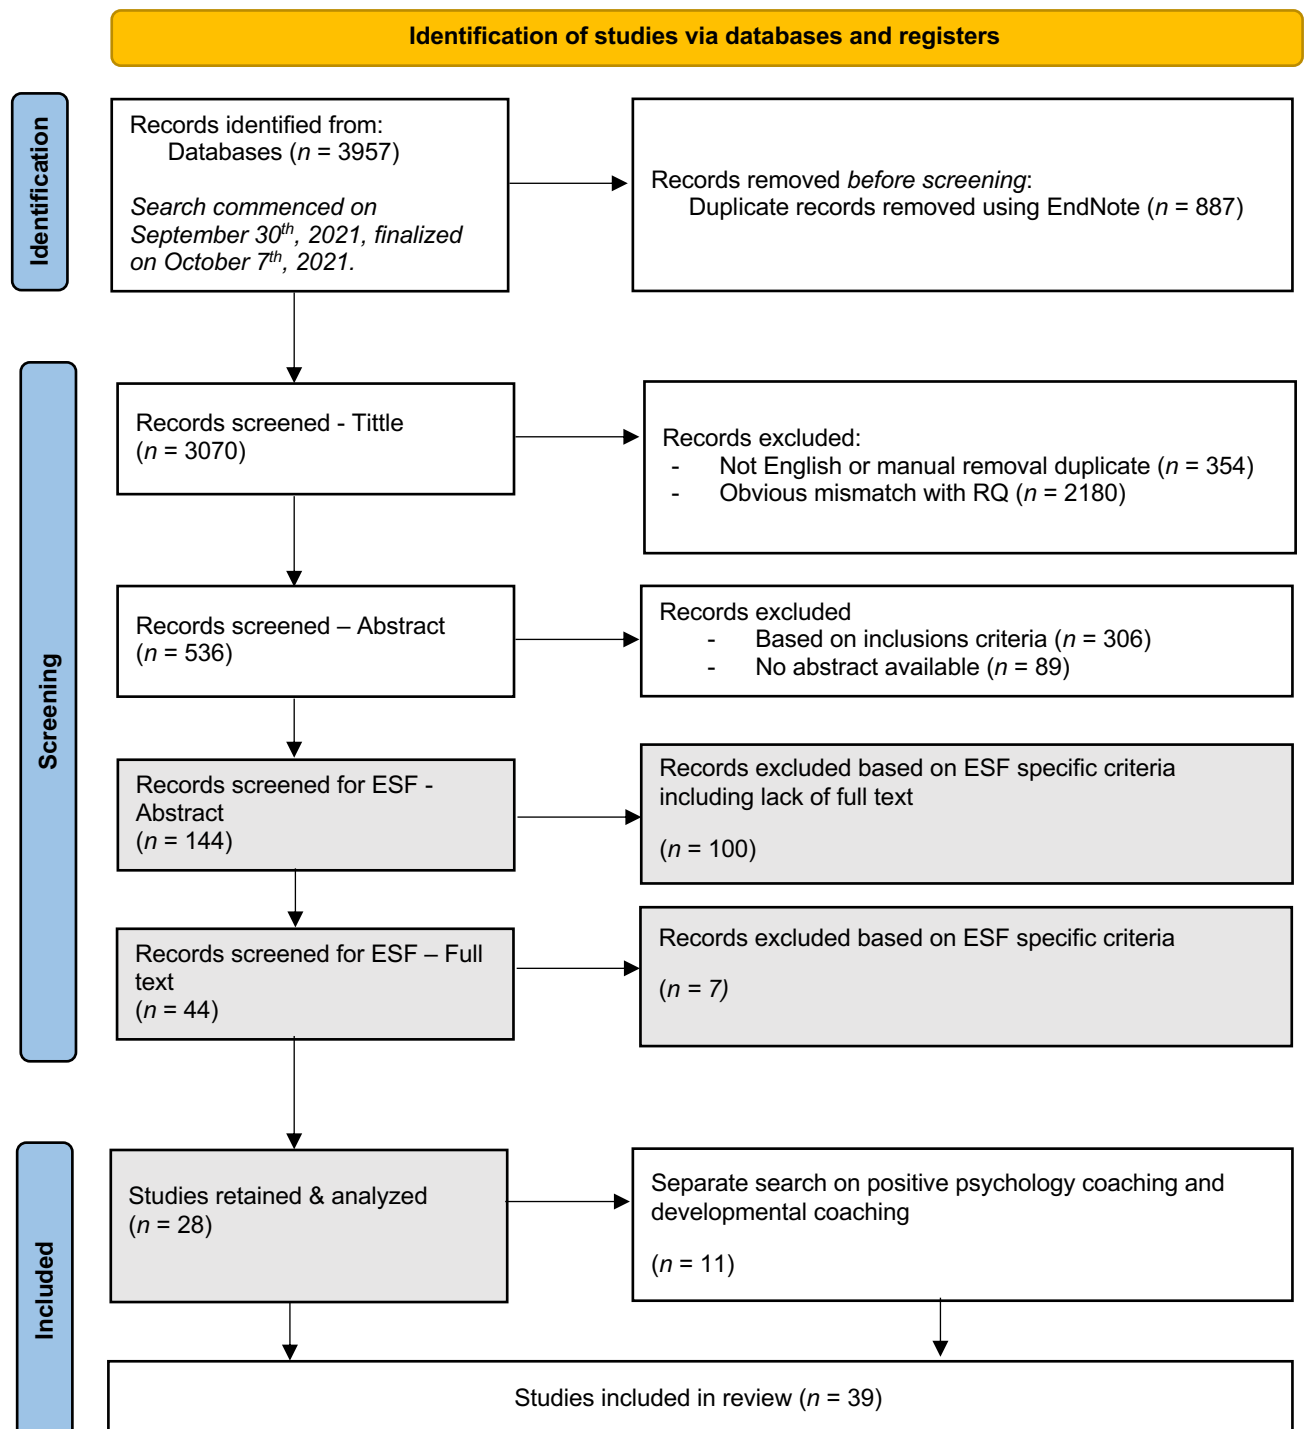 Identification of studies via databases and registers
Identification
Records identified from:
Databases (n = 3957)
Search commenced on
September 30th, 2021, finalized
on October 7th, 2021.
Records removed before screening:
Duplicate records removed using EndNote (n = 887)
Screening
Records screened - Tittle
(n = 3070)
Records excluded:
- Not English or manual removal duplicate (n = 354)
- Obvious mismatch with RQ (n = 2180)
Records screened – Abstract
(n = 536)
Records excluded
- Based on inclusions criteria (n = 306)
- No abstract available (n = 89)
Records screened for ESF -
Abstract
(n = 144)
Records excluded based on ESF specific criteria
including lack of full text
(n = 100)
Records screened for ESF – Full
text
(n = 44)
Records excluded based on ESF specific criteria
(n = 7)
Included
Studies retained & analyzed
(n = 28)
Separate search on positive psychology coaching and
developmental coaching
(n = 11)
Studies included in review (n = 39)